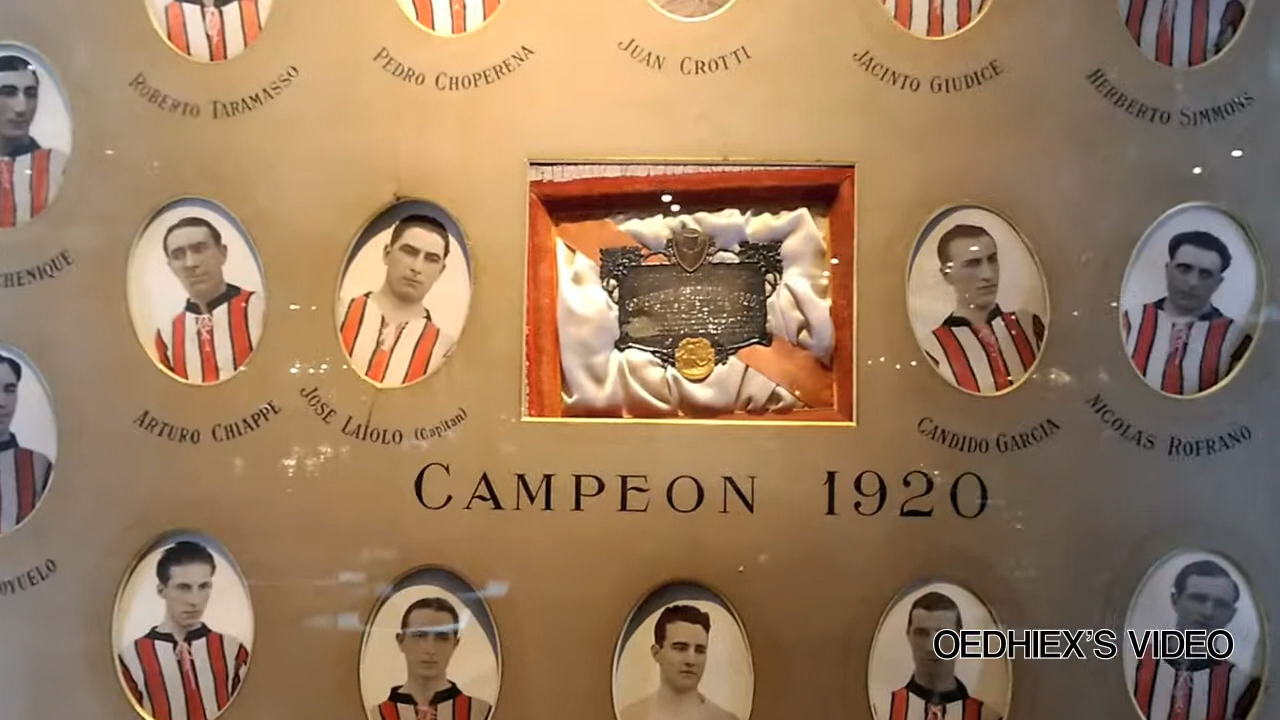 ROBERTO TARAMASSO
PEDRO CHOPERENA
JUAN CROTTI
JACINTO GIUDICE
HERBERTO SIMMONS
CHENIQUE
ARTURO CHIAPPE
JOSE LAIOLO (Capitan)
CANDIDO GARCIA
NICOLAS ROFRANO
CAMPEON 1920
OYUELO
OEDHIEX'S VIDEO